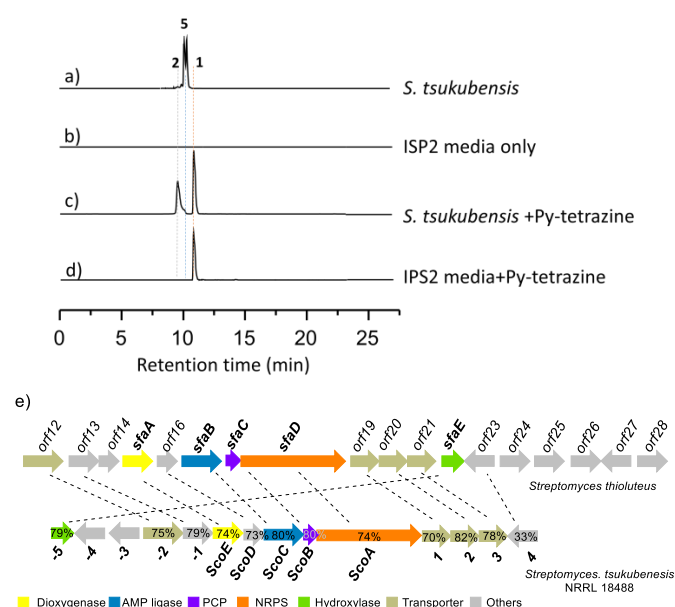 5
2 1
a) S. tsukubensis
b) ISP2 media only
c) S. tsukubensis +Py-tetrazine
d) IPS2 media+Py-tetrazine
0 5 10 15 20 25
Retention time (min)
e)
orf12 orf13 orf14 sfaA orf16 sfaB sfaC sfaD orf19 orf20 orf21 sfaE orf23 orf24 orf25 orf26 orf27 orf28
Streptomyces thioluteus
79% 75% 79% 74% 73% 80% 80% 74% 70% 82% 78% 33%
-5 -4 -3 -2 -1 ScoE ScoD ScoC ScoB ScoA 1 2 3 4
Streptomyces. tsukubenesis
NRRL 18488
Dioxygenase AMP ligase PCP NRPS Hydroxylase Transporter Others